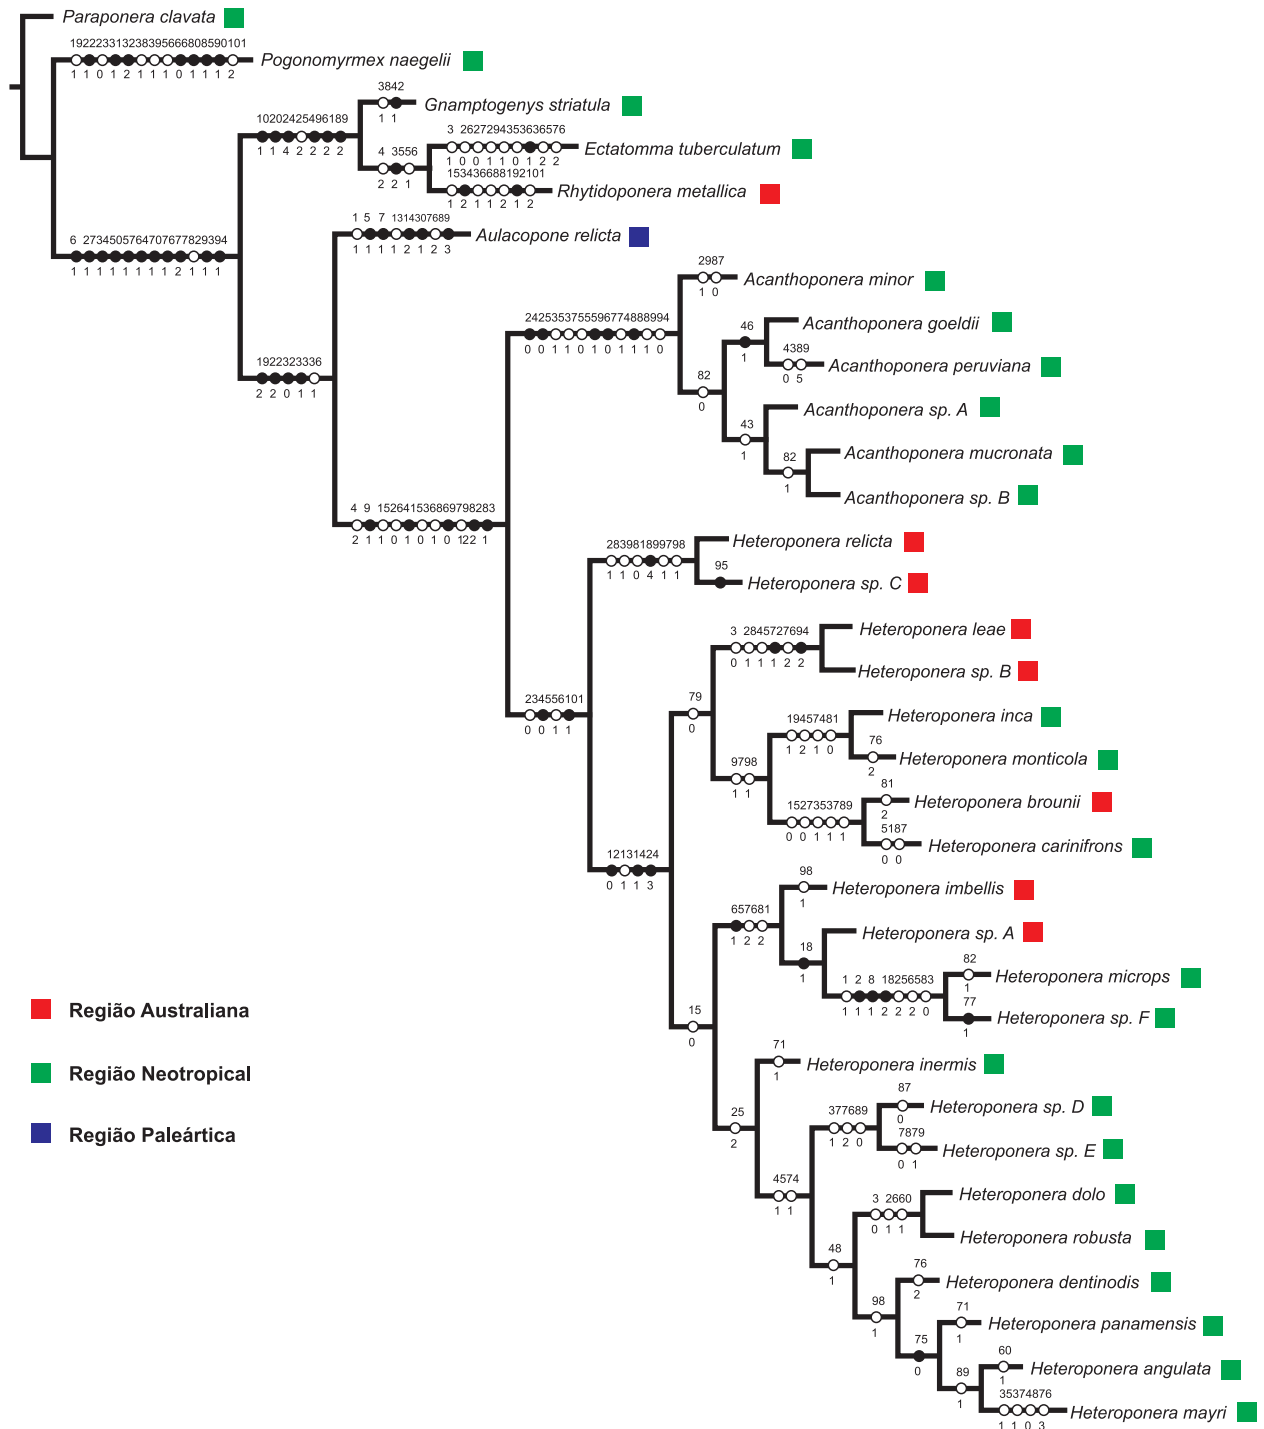 Paraponera clavata
19222331323839566680859 0101
1 1 0 1 2 1 1 1 0 1 1 1 2
Pogonomyrmex naegelii
3842
1 1
Gnamptogenys striatula
10202425496189
1 1 4 2 2 2 2
3 262729435363 6576
1 0 0 1 1 0 1 2 2
Ectatomma tuberculatum
4 3556
2 2 1
153436688192101
1 2 1 1 2 1 2
Rhytidoponera metallica
6 2734505764707677829394
1 1 1 1 1 1 1 1 2 1 1 1
1 5 7 1314307689
1 1 1 1 2 1 2 3
Aulacopone relicta
2987
1 0
Acanthoponera minor
2425353755596774888994
0 0 1 1 0 1 0 1 1 1 0
46
1
Acanthoponera goeldii
4389
0 5
Acanthoponera peruviana
1922323336
2 2 0 1 1
82
0
Acanthoponera sp. A
43
1
Acanthoponera mucronata
82
1
Acanthoponera sp. B
4 9 152641536869798283
2 1 1 0 1 0 1 0 122 1
Heteroponera relicta
283981899798
1 1 0 4 1 1
95
Heteroponera sp. C
3 2845727694
0 1 1 1 2 2
Heteroponera leae
Heteroponera sp. B
234556101
0 0 1 1
79
0
19457481
1 2 1 0
Heteroponera inca
76
2
Heteroponera monticola
9798
1 1
81
2
Heteroponera brounii
1527353789
0 0 1 1 1
5187
0 0
Heteroponera carinifrons
12131424
0 1 1 3
98
1
Heteroponera imbellis
657681
1 2 2
Heteroponera sp. A
18
1
1 2 8 18256583
1 1 1 2 2 2 0
82
1
Heteroponera microps
77
1
Heteroponera sp. F
15
0
71
1
Heteroponera inermis
25
2
377689
1 2 0
87
0
Heteroponera sp. D
7879
0 1
Heteroponera sp. E
4574
1 1
3 2660
0 1 1
Heteroponera dolo
Heteroponera robusta
48
1
76
2
Heteroponera dentinodis
98
1
71
1
Heteroponera panamensis
75
0
60
1
Heteroponera angulata
89
1
35374876
1 1 0 3
Heteroponera mayri
Região Australiana
Região Neotropical
Região Paleártica